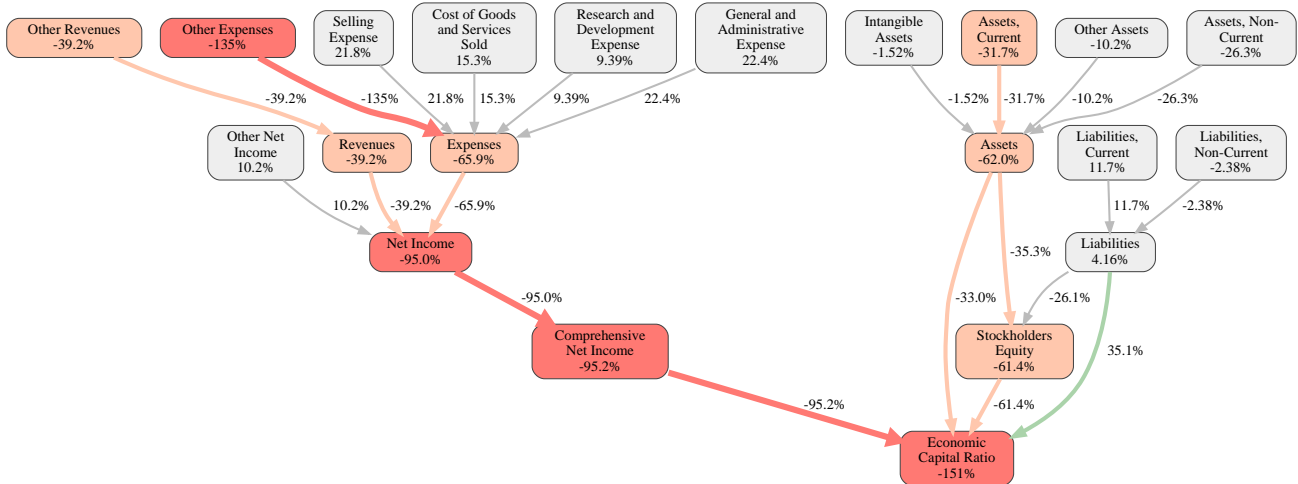 Other Revenues
-39.2%
Other Expenses
-135%
Selling
Expense
21.8%
Cost of Goods
and Services
Sold
15.3%
Research and
Development
Expense
9.39%
General and
Administrative
Expense
22.4%
Intangible
Assets
-1.52%
Assets,
Current
-31.7%
Other Assets
-10.2%
Assets, Non-
Current
-26.3%
-39.2%
-135%
21.8%
15.3%
9.39%
22.4%
-1.52%
-31.7%
-10.2%
-26.3%
Other Net
Income
10.2%
Revenues
-39.2%
Expenses
-65.9%
Assets
-62.0%
Liabilities,
Current
11.7%
Liabilities,
Non-Current
-2.38%
10.2%
-39.2%
-65.9%
11.7%
-2.38%
Net Income
-95.0%
-35.3%
Liabilities
4.16%
-95.0%
-33.0%
-26.1%
Comprehensive
Net Income
-95.2%
Stockholders
Equity
-61.4%
35.1%
-95.2%
-61.4%
Economic
Capital Ratio
-151%